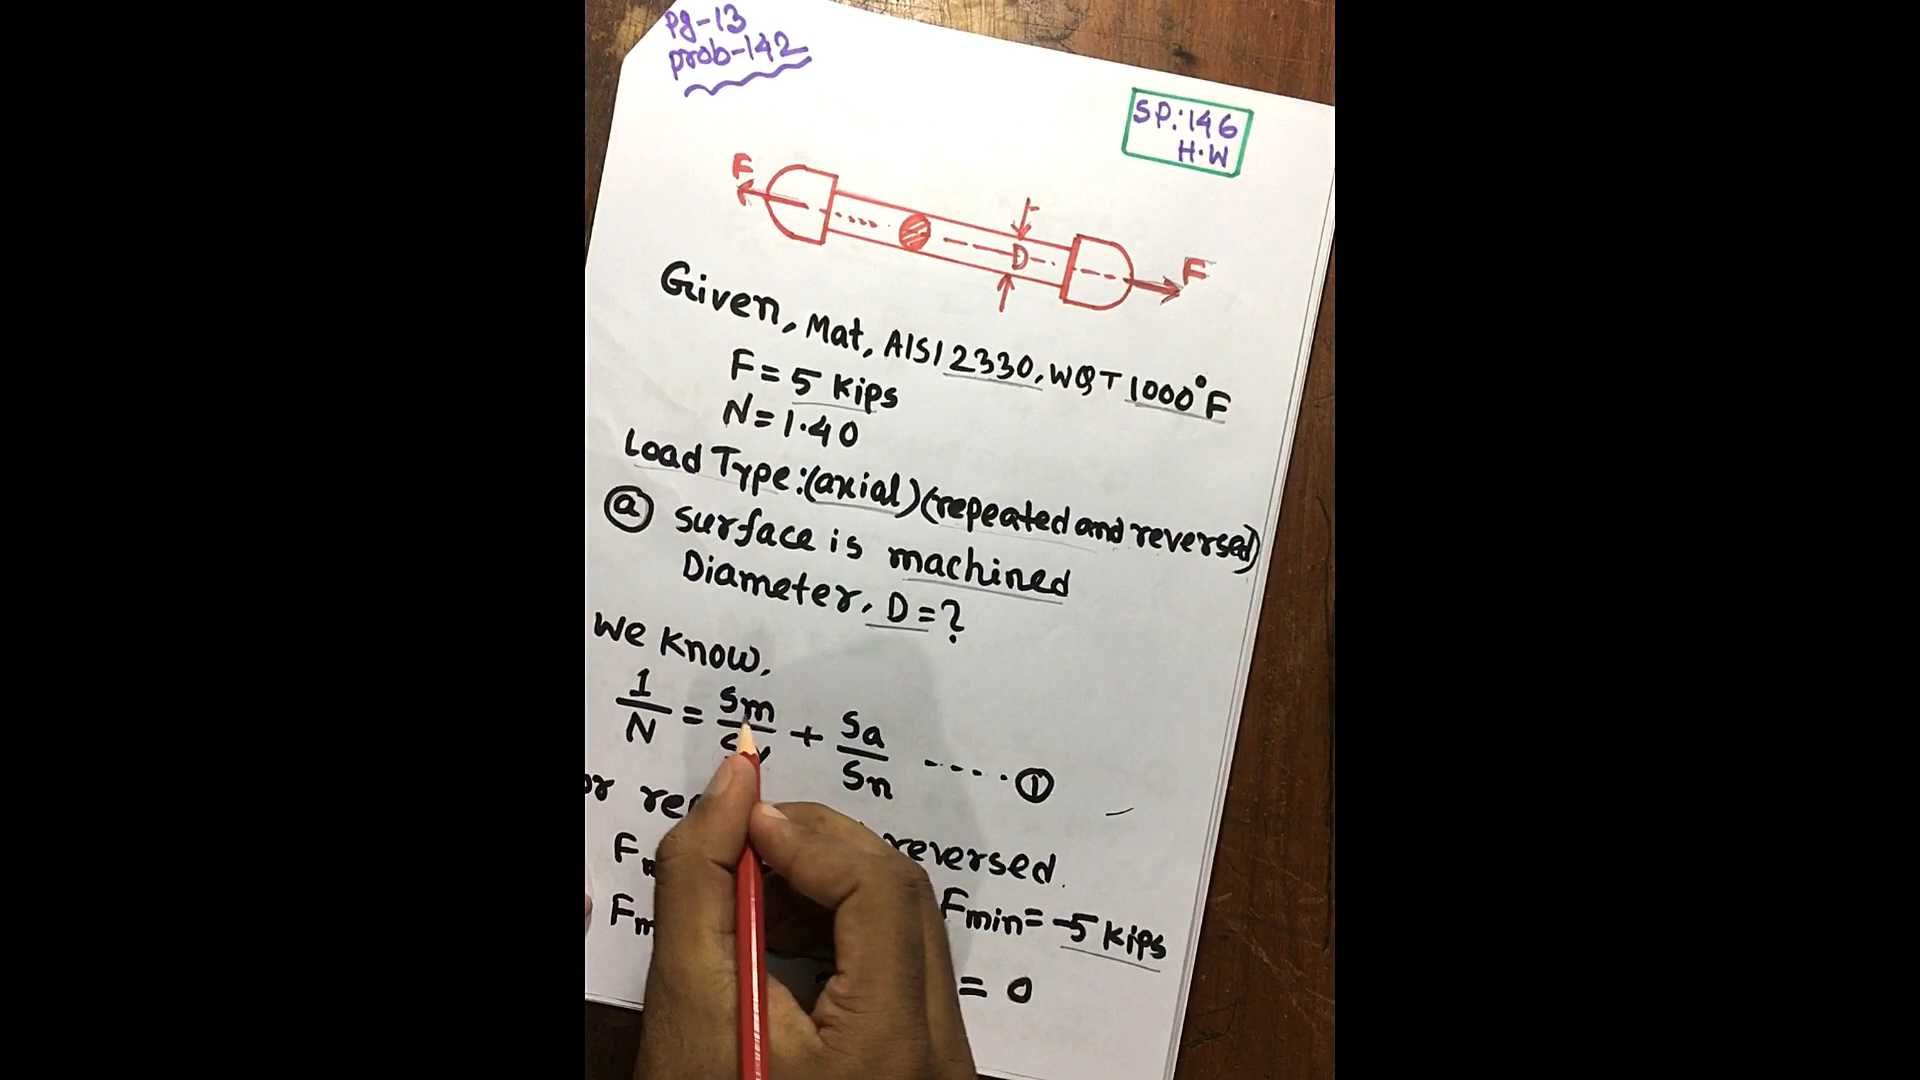 Pg-13
prob-142
SP.:146
H.W
F
D
F
Given, Mat, AISI 2330, WQT 1000°F
F = 5 Kips
N = 1.40
Load Type:(axial)(repeated and reversed)
ⓐ surface is machined
Diameter, D = ?
We Know,
1/N = Sm/Sy + Sa/Sn ----- ①
reversed.
Fmin = -5 Kips
= 0